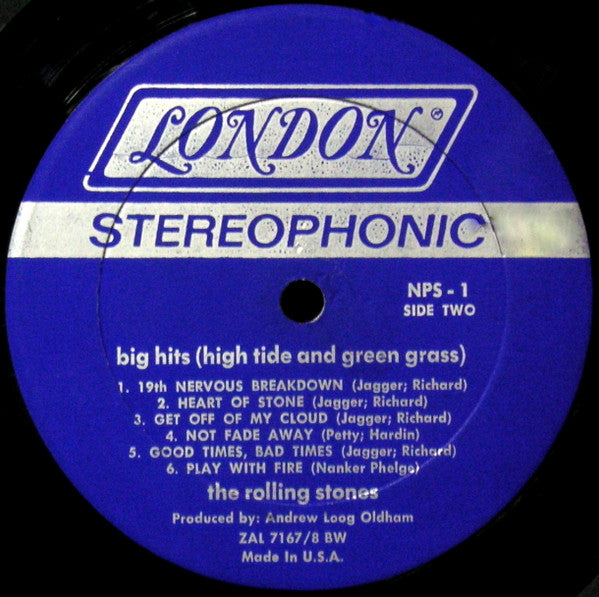 LONDON®
STEREOPHONIC
NPS - 1
SIDE TWO
big hits (high tide and green grass)
1. 19th NERVOUS BREAKDOWN (Jagger; Richard)
2. HEART OF STONE (Jagger; Richard)
3. GET OFF OF MY CLOUD (Jagger; Richard)
4. NOT FADE AWAY (Petty; Hardin)
5. GOOD TIMES, BAD TIMES (Jagger; Richard)
6. PLAY WITH FIRE (Nanker Phelge)
the rolling stones
Produced by: Andrew Loog Oldham
ZAL 7167/8 BW
Made In U.S.A.